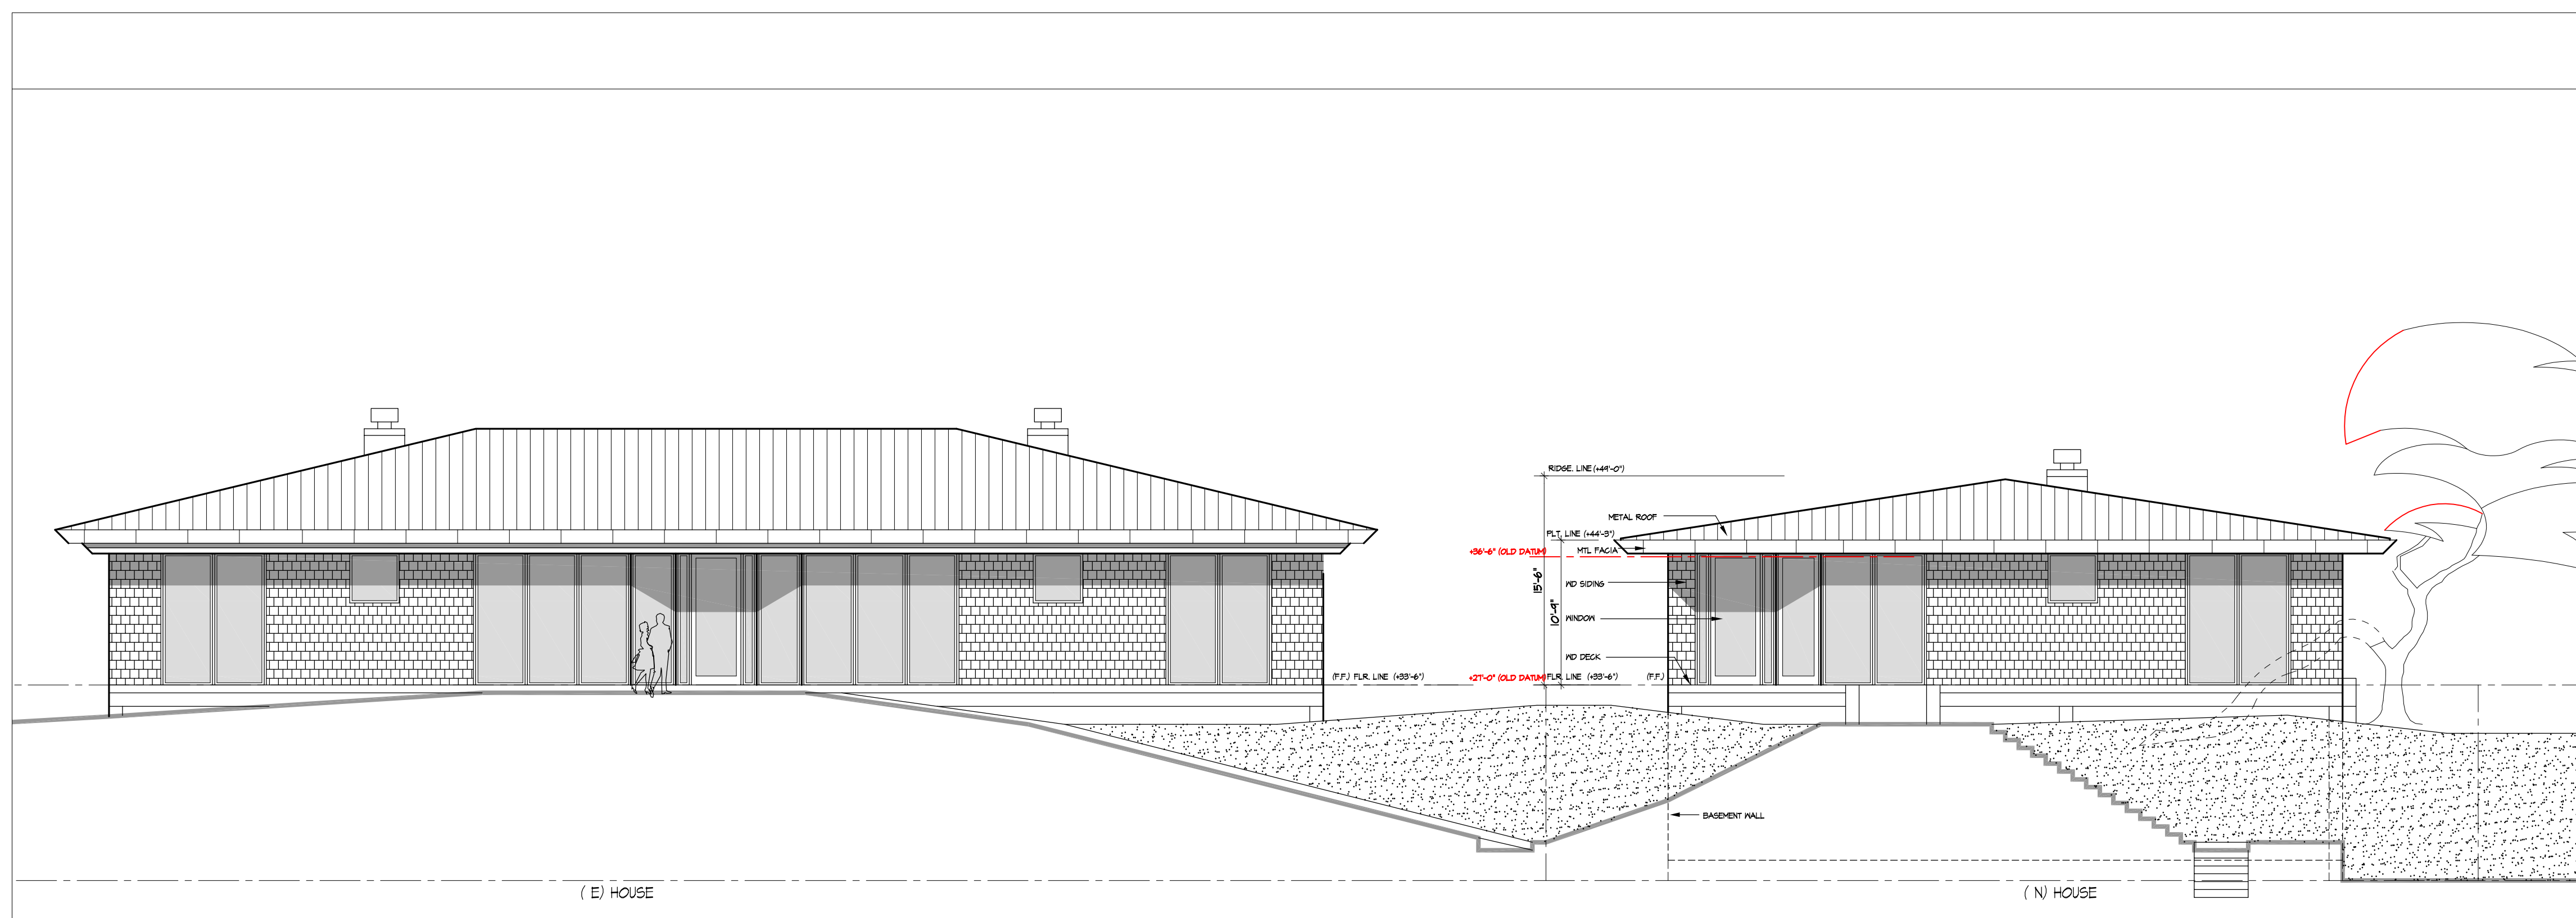 RIDGE. LINE (+49'-0")
METAL ROOF
PLT. LINE (+44'-3")
+36'-6" (OLD DATUM)
MTL FACIA
15'-6"
WD SIDING
10'-9"
WINDOW
WD DECK
(F.F.) FLR. LINE (+33'-6")
+27'-0" (OLD DATUM)
FLR. LINE (+33'-6")
(F.F.)
BASEMENT WALL
( E) HOUSE
( N) HOUSE